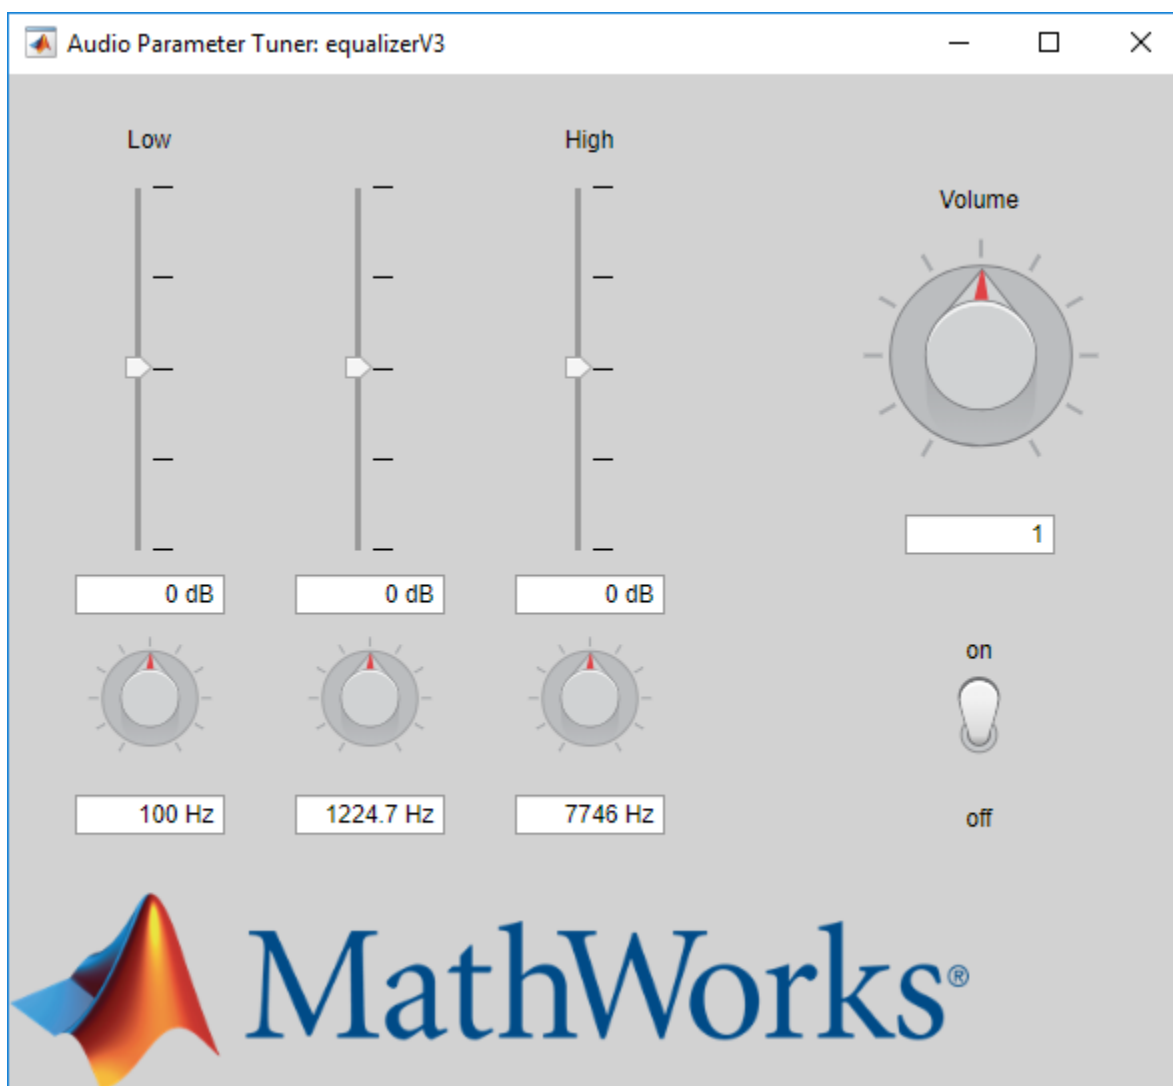 Audio Parameter Tuner: equalizerV3
Low High
Volume
1
0 dB 0 dB 0 dB
on
100 Hz 1224.7 Hz 7746 Hz
off
MathWorks®